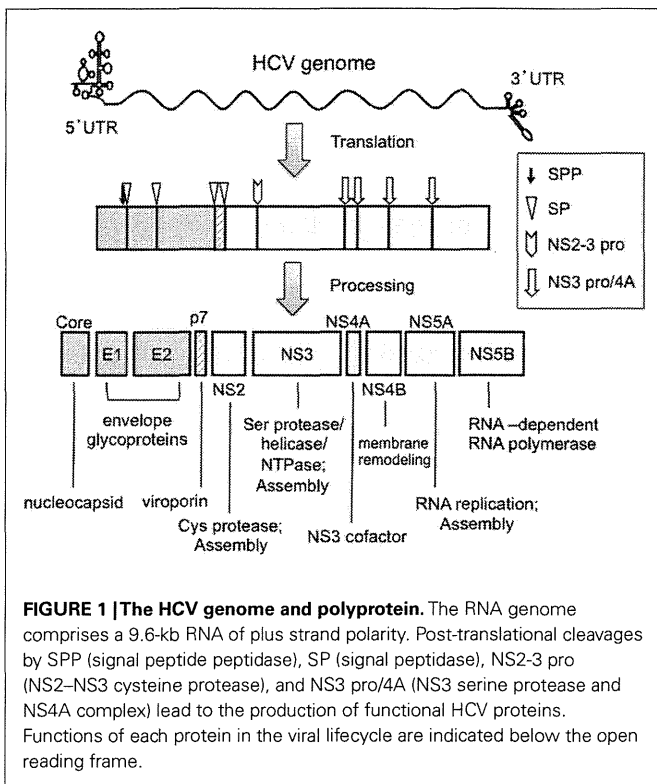 HCV genome
5'UTR
3'UTR
Translation
SPP
SP
NS2-3 pro
NS3 pro/4A
Processing
Core
E1
E2
p7
NS2
NS3
NS4A
NS4B
NS5A
NS5B
envelope
glycoproteins
Ser protease/
helicase/
NTPase;
Assembly
membrane
remodeling
RNA –dependent
RNA polymerase
nucleocapsid
viroporin
Cys protease;
Assembly
NS3 cofactor
RNA replication;
Assembly
FIGURE 1 | The HCV genome and polyprotein. The RNA genome
comprises a 9.6-kb RNA of plus strand polarity. Post-translational cleavages
by SPP (signal peptide peptidase), SP (signal peptidase), NS2-3 pro
(NS2–NS3 cysteine protease), and NS3 pro/4A (NS3 serine protease and
NS4A complex) lead to the production of functional HCV proteins.
Functions of each protein in the viral lifecycle are indicated below the open
reading frame.